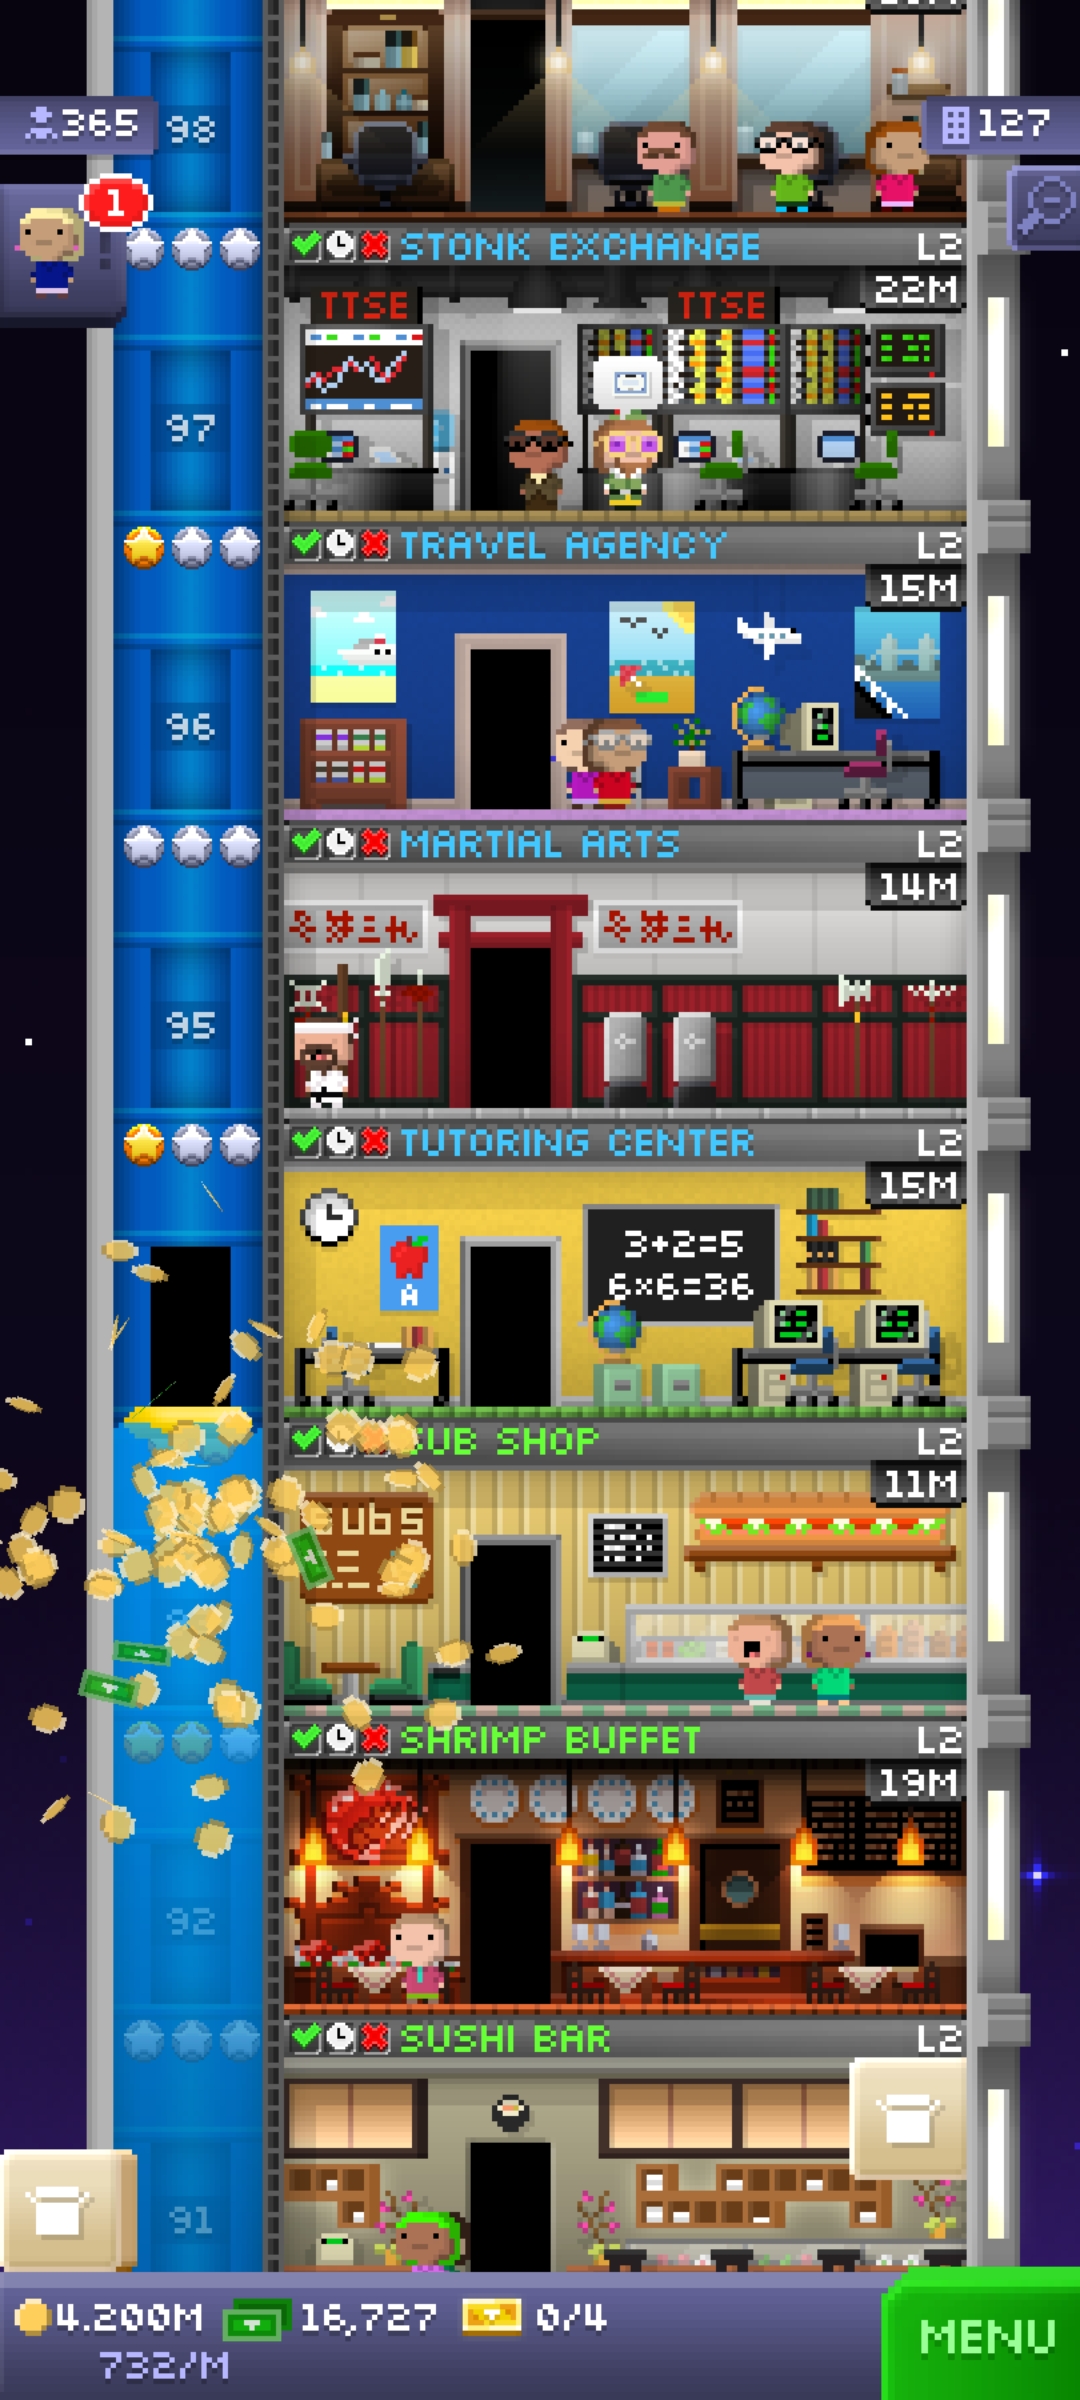 365
98
127
1
STONK EXCHANGE L2
22M
TTSE TTSE
97
TRAVEL AGENCY L2
15M
96
MARTIAL ARTS L2
14M
95
TUTORING CENTER L2
15M
3+2=5
6×6=36
A
SUB SHOP L2
11M
SUBS
SHRIMP BUFFET L2
19M
92
SUSHI BAR L2
91
4.200M 16,727 0/4
732/M
MENU